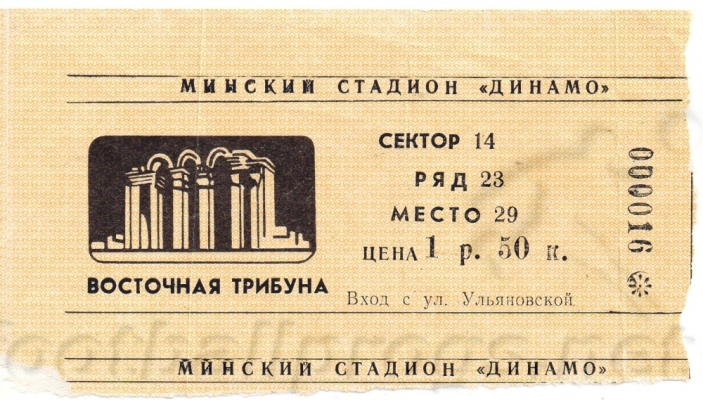 МИНСКИЙ СТАДИОН «ДИНАМО»
СЕКТОР 14
РЯД 23
МЕСТО 29
ЦЕНА 1 р. 50 к.
ВОСТОЧНАЯ ТРИБУНА
Вход с ул. Ульяновской
000016
МИНСКИЙ СТАДИОН «ДИНАМО»